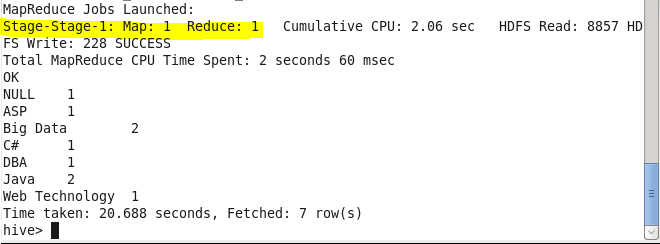 MapReduce Jobs Launched:
Stage-Stage-1: Map: 1  Reduce: 1   Cumulative CPU: 2.06 sec   HDFS Read: 8857 HD
FS Write: 228 SUCCESS
Total MapReduce CPU Time Spent: 2 seconds 60 msec
OK
NULL	1
ASP	1
Big Data	2
C#	1
DBA	1
Java	2
Web Technology	1
Time taken: 20.688 seconds, Fetched: 7 row(s)
hive>